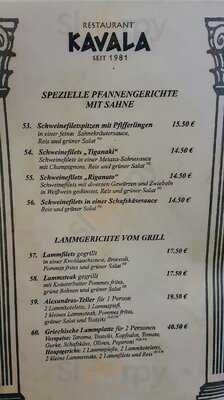 RESTAURANT
KAVALA
SEIT 1981
SPEZIELLE PFANNENGERICHTE
MIT SAHNE
53. Schweinefiletspitzen mit Pfifferlingen 15.50 €
in einer feinen Sahnekräutersauce,
Reis und grüner Salat
54. Schweinefilets „Tiganaki" 14.50 €
Schweinefilets in einer Metaxa-Sahnesauce
mit Champignons, Reis und grüner Salat
55. Schweinefilets „Riganato" 14.50 €
Schweinefilets mit diversen Gewürzen und Zwiebeln
in Weißwein gedünstet, Reis und grüner Salat
56. Schweinefilets in einer Schafskäsesauce 14.50 €
Reis und grüner Salat
LAMMGERICHTE VOM GRILL
57. Lammfilets gegrillt 17.50 €
in einer Knoblauchsauce, Broccoli,
Pommes frites und grüner Salat
58. Lammsteak gegrillt 17.50 €
mit Kräuterbutter Pommes frites,
grüne Bohnen und grüner Salat
59. Alexandros-Teller für 1 Person 19.50 €
2 Lammkoteletts, 1 Lammspieß,
2 kleine Lammsteaks, Pommes frites,
grüner Salat und Tzatziki
60. Griechische Lammplatte für 2 Personen 40.50 €
Vorspeise: Tarama, Tzatziki, Kopfsalat, Tomate,
Gurke, Schafskäse, Oliven, Peperoni
Hauptgericht: 2 Lammspieße, 2 Lammkoteletts,
2 kleine Lammsteaks, 2 Lammfilets und Reis